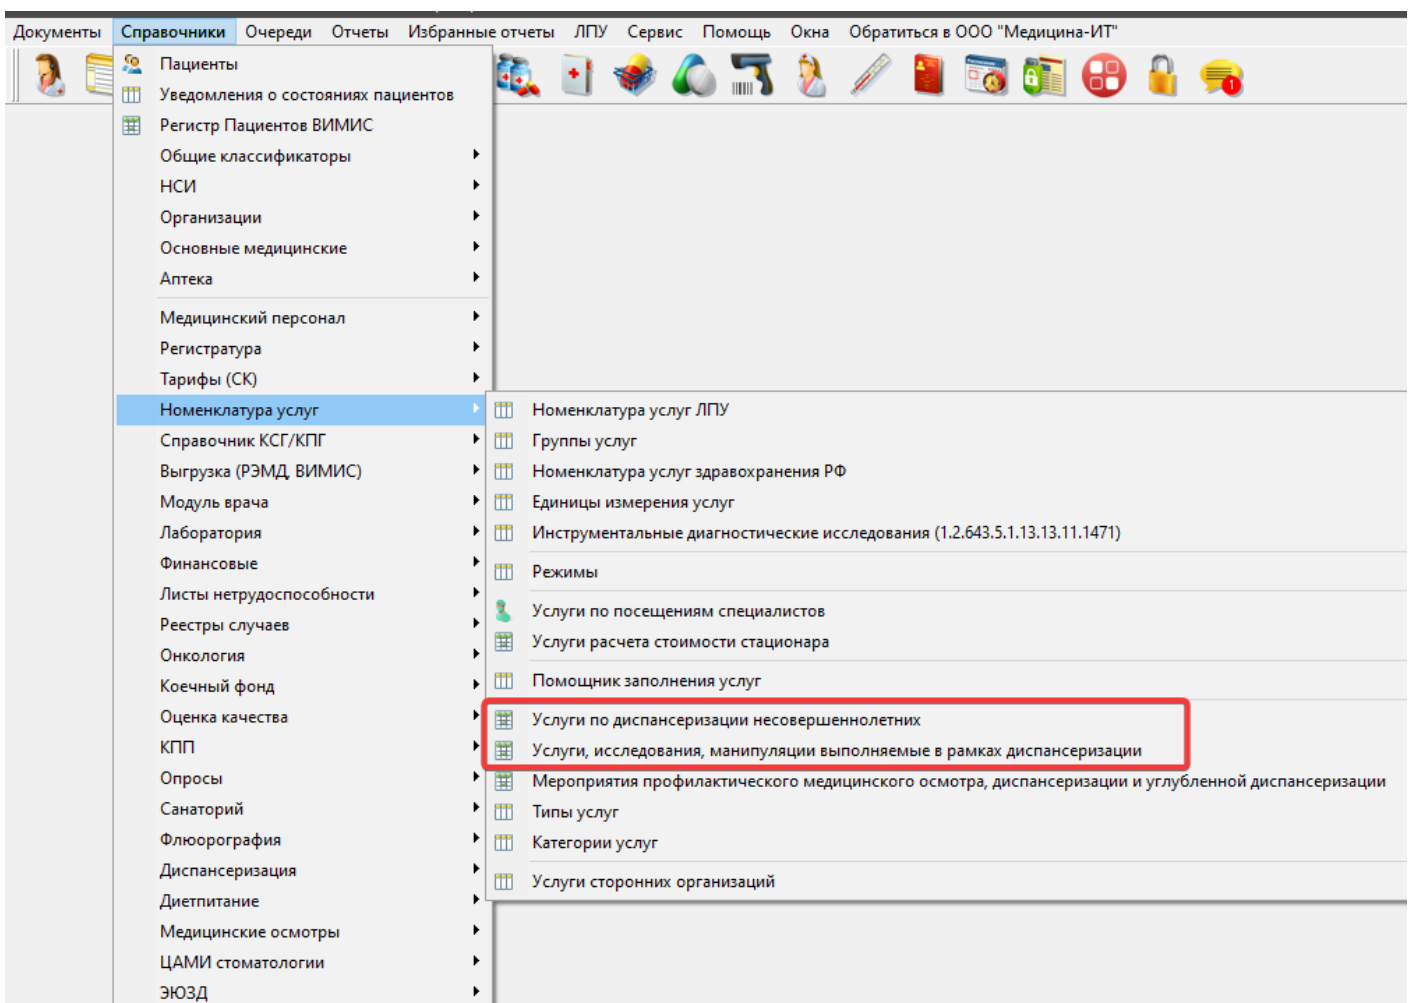 Документы Справочники Очереди Отчеты Избранные отчеты ЛПУ Сервис Помощь Окна Обратиться в ООО "Медицина-ИТ"
Пациенты
Уведомления о состояниях пациентов
Регистр Пациентов ВИМИС
Общие классификаторы
НСИ
Организации
Основные медицинские
Аптека
Медицинский персонал
Регистратура
Тарифы (СК)
Номенклатура услуг
Справочник КСГ/КПГ
Выгрузка (РЭМД, ВИМИС)
Модуль врача
Лаборатория
Финансовые
Листы нетрудоспособности
Реестры случаев
Онкология
Коечный фонд
Оценка качества
КПП
Опросы
Санаторий
Флюорография
Диспансеризация
Диетпитание
Медицинские осмотры
ЦАМИ стоматологии
ЭЮЗД
Номенклатура услуг ЛПУ
Группы услуг
Номенклатура услуг здравохранения РФ
Единицы измерения услуг
Инструментальные диагностические исследования (1.2.643.5.1.13.13.11.1471)
Режимы
Услуги по посещениям специалистов
Услуги расчета стоимости стационара
Помощник заполнения услуг
Услуги по диспансеризации несовершеннолетних
Услуги, исследования, манипуляции выполняемые в рамках диспансеризации
Мероприятия профилактического медицинского осмотра, диспансеризации и углубленной диспансеризации
Типы услуг
Категории услуг
Услуги сторонних организаций
1